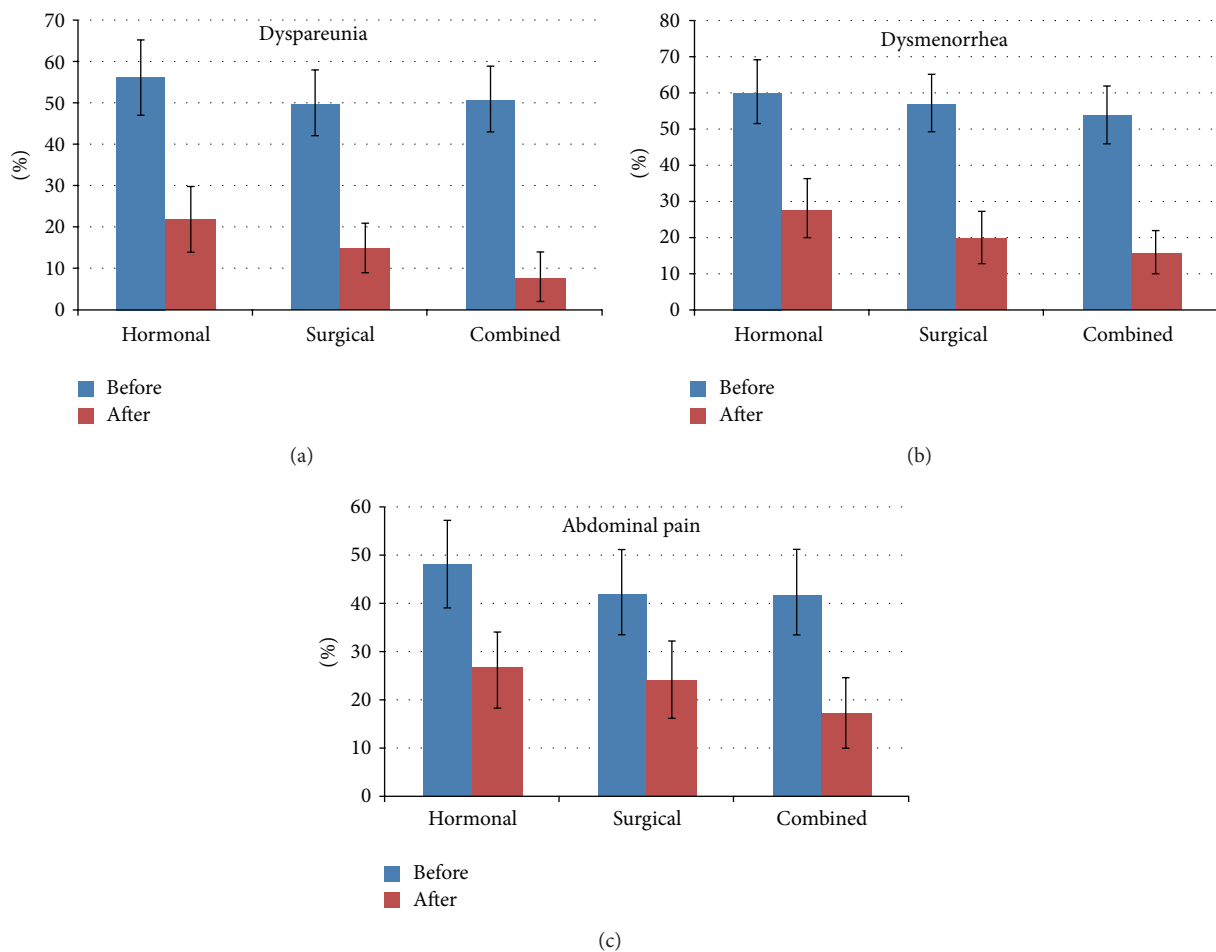 Dyspareunia
70
60
50
40
30
20
10
0
(%)
Hormonal Surgical Combined
Before
After
(a)
Dysmenorrhea
80
70
60
50
40
30
20
10
0
(%)
Hormonal Surgical Combined
Before
After
(b)
Abdominal pain
60
50
40
30
20
10
0
(%)
Hormonal Surgical Combined
Before
After
(c)